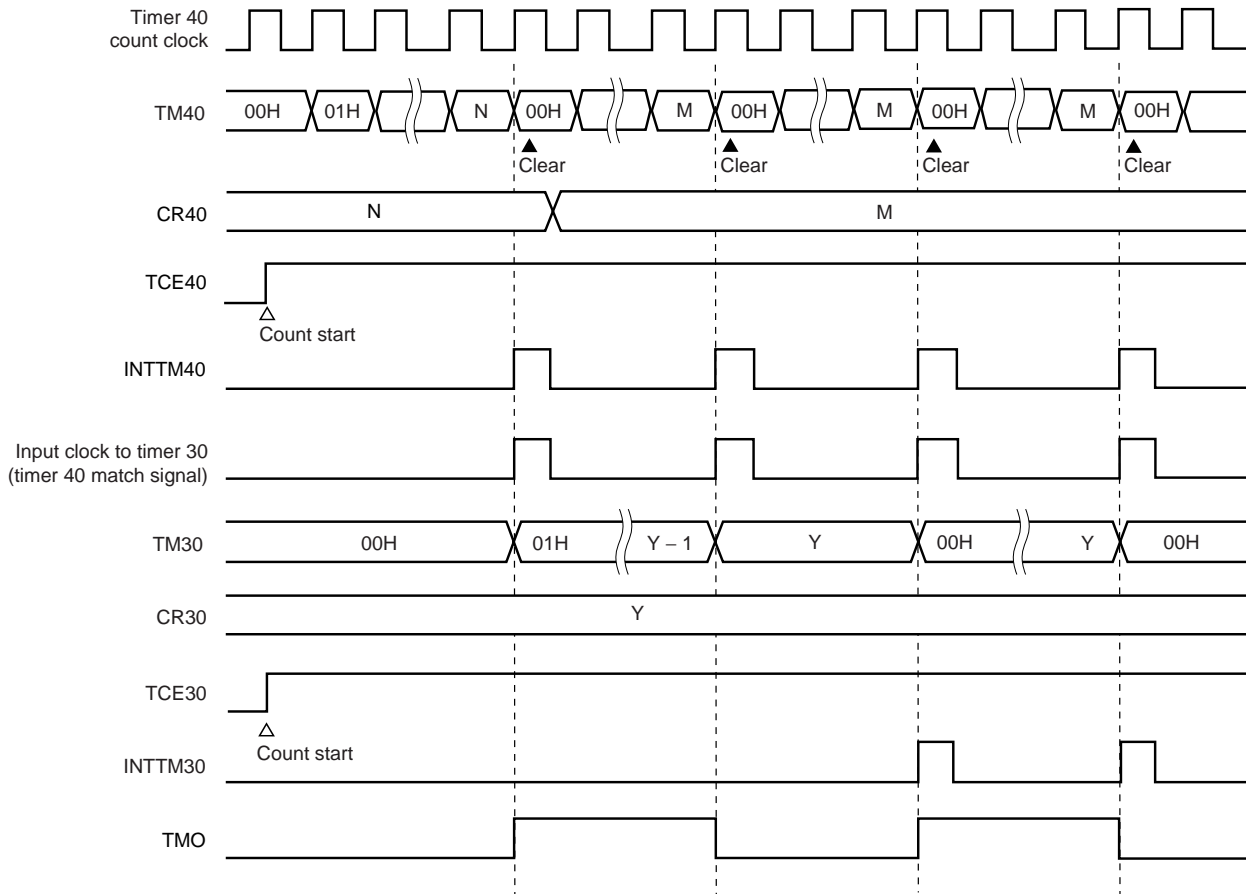 Timer 40
count clock
TM40 00H 01H N 00H M 00H M 00H M 00H
Clear Clear Clear Clear
CR40 N M
TCE40
Count start
INTTM40
Input clock to timer 30
(timer 40 match signal)
TM30 00H 01H Y – 1 Y 00H Y 00H
CR30 Y
TCE30
Count start
INTTM30
TMO